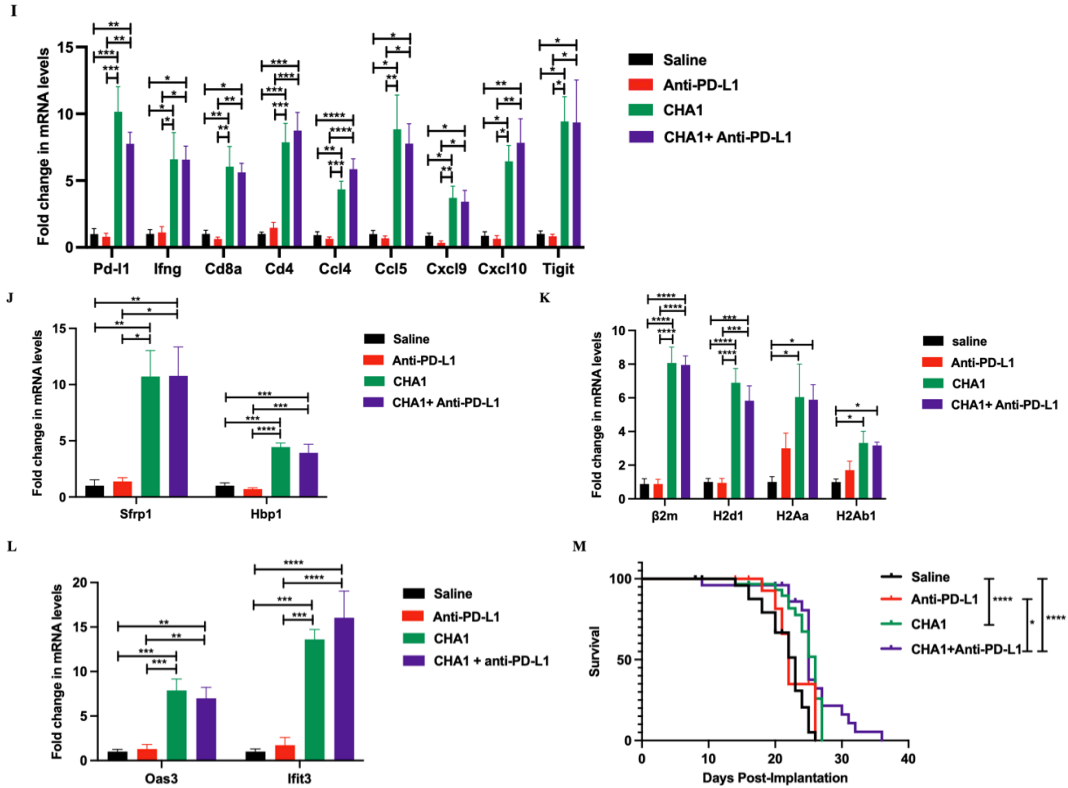 I
Fold change in mRNA levels
15
10
5
0
** ** *** ***
* * * *
* ** ** **
*** *** *** ***
**** **** ** ***
* * * **
* * * **
** ** * *
* * * *
Pd-l1 Ifng Cd8a Cd4 Ccl4 Ccl5 Cxcl9 Cxcl10 Tigit
Saline
Anti-PD-L1
CHA1
CHA1+ Anti-PD-L1
J
Fold change in mRNA levels
15
10
5
0
** * ** *
*** *** *** ****
Sfrp1 Hbp1
Saline
Anti-PD-L1
CHA1
CHA1+ Anti-PD-L1
K
Fold change in mRNA levels
10
8
6
4
2
0
**** **** **** ****
*** *** **** ****
* *
* *
β2m H2d1 H2Aa H2Ab1
saline
Anti-PD-L1
CHA1
CHA1+ Anti-PD-L1
L
Fold change in mRNA levels
20
15
10
5
0
** ** *** ***
**** **** *** ***
Oas3 Ifit3
Saline
Anti-PD-L1
CHA1
CHA1 + anti-PD-L1
M
Survival
100
50
0
0 10 20 30 40
Days Post-Implantation
Saline
Anti-PD-L1
CHA1
CHA1+Anti-PD-L1
**** * ****